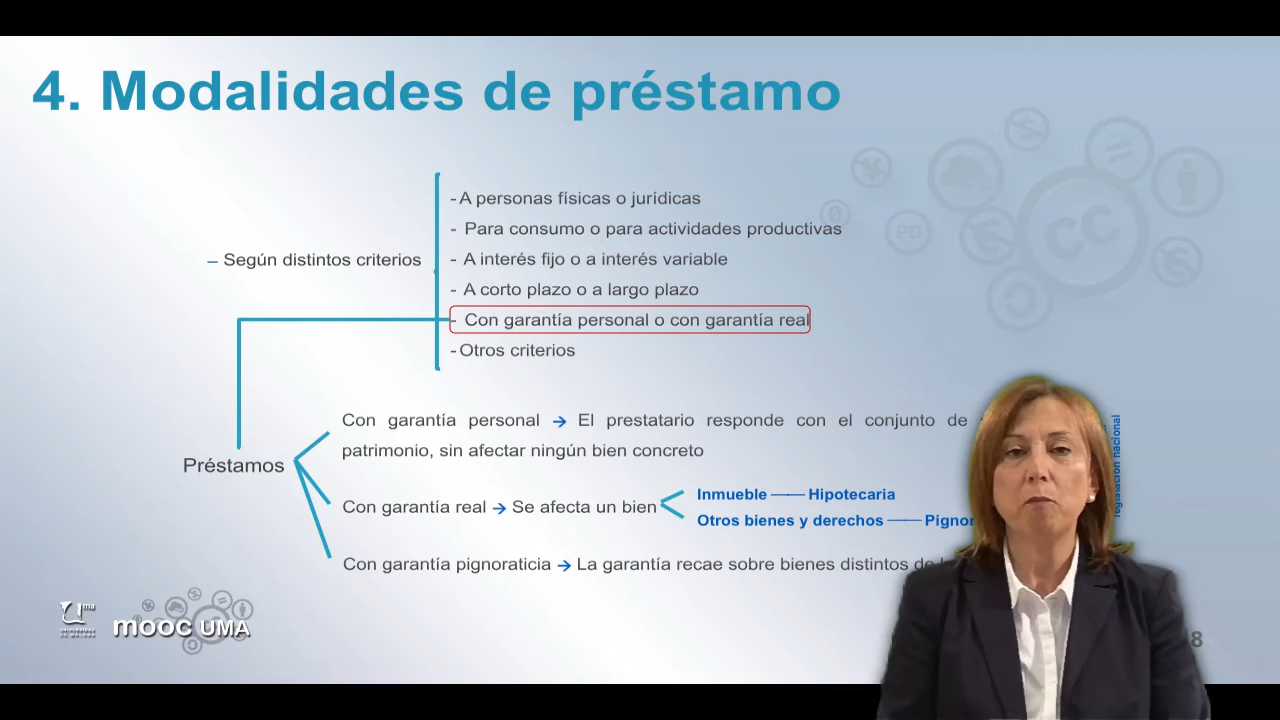 4. Modalidades de préstamo
- A personas físicas o jurídicas
- Para consumo o para actividades productivas
– Según distintos criterios
- A interés fijo o a interés variable
- A corto plazo o a largo plazo
- Con garantía personal o con garantía real
- Otros criterios
Con garantía personal → El prestatario responde con el conjunto de
patrimonio, sin afectar ningún bien concreto
Préstamos
Con garantía real → Se afecta un bien
Inmueble —— Hipotecaria
Otros bienes y derechos —— Pignor
Con garantía pignoraticia → La garantía recae sobre bienes distintos de
legislación nacional
uma
UNIVERSIDAD
DE MÁLAGA
mooc UMA
8